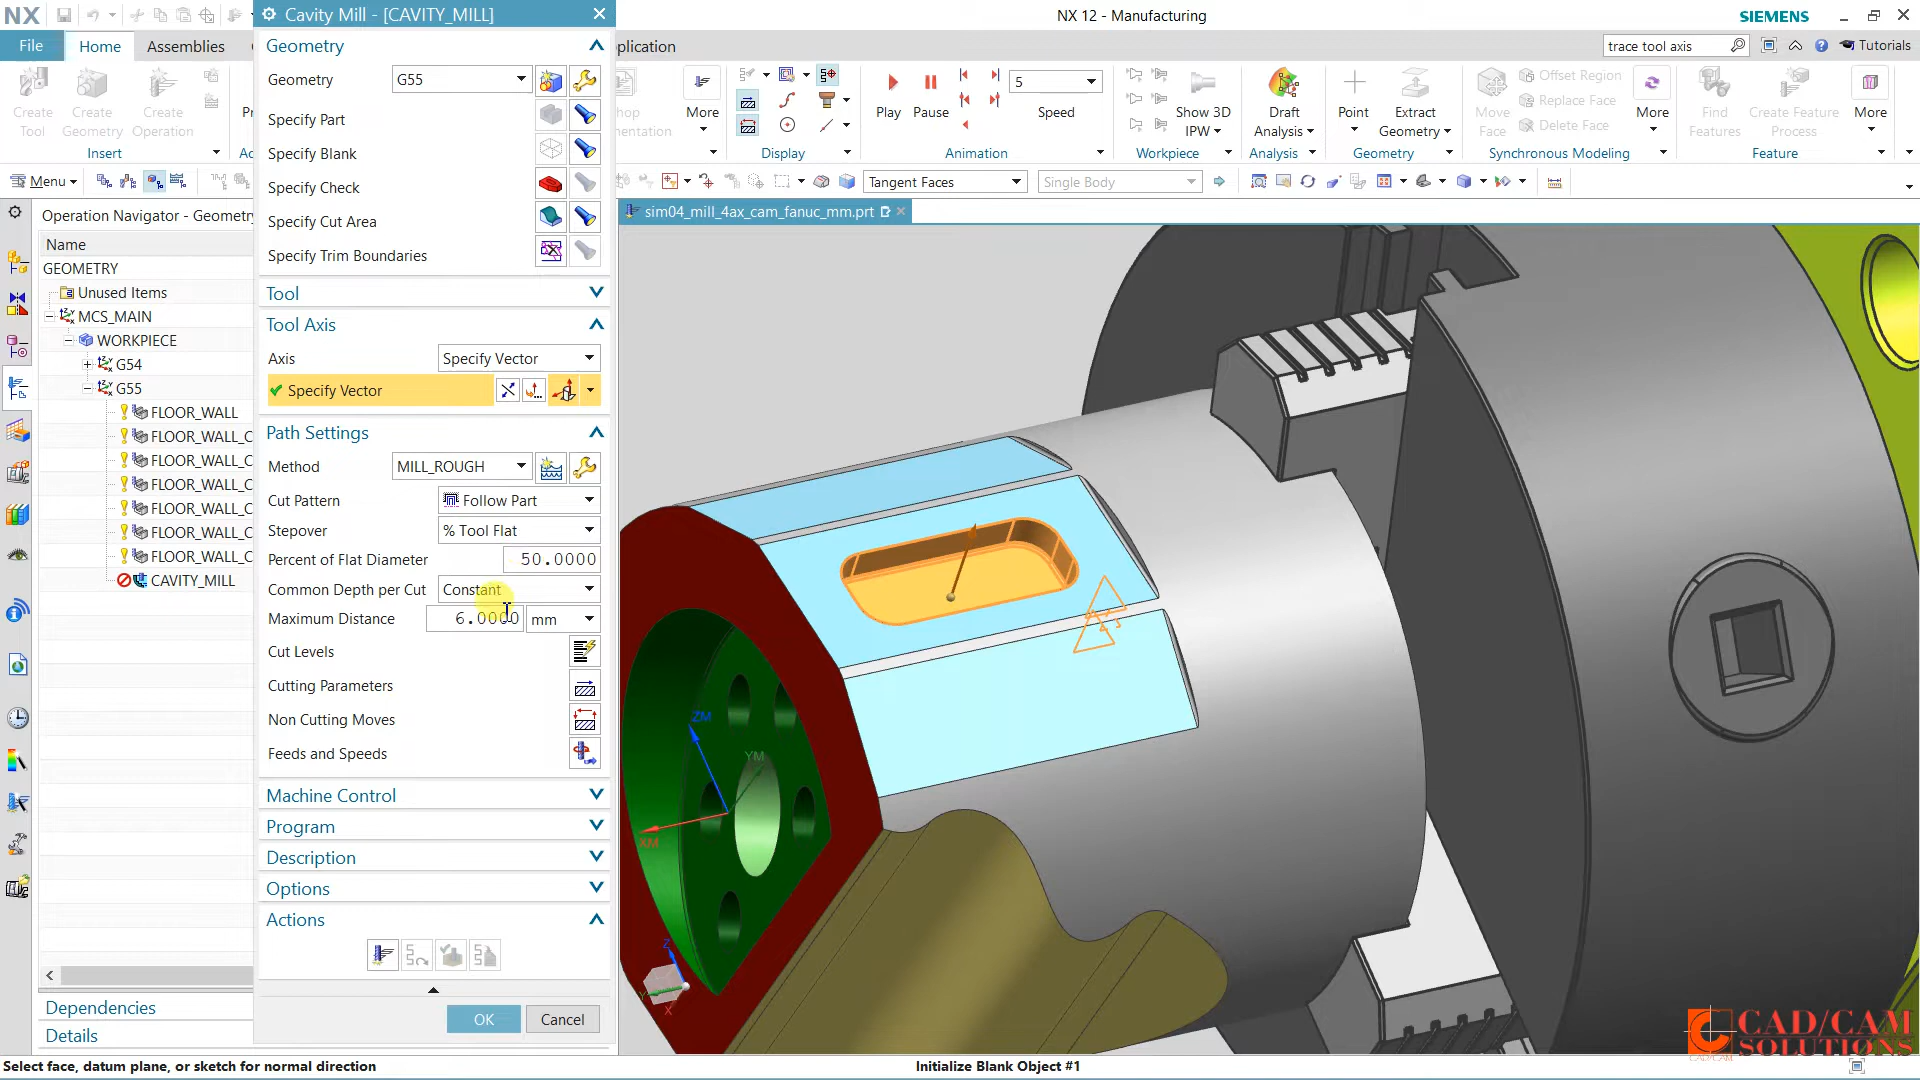 NX
Cavity Mill - [CAVITY_MILL]
NX 12 - Manufacturing
SIEMENS
File
Home
Assemblies
plication
trace tool axis
Tutorials
Create Tool
Create Geometry
Create Operation
Insert
More
Display
Play
Pause
5
Speed
Animation
Show 3D IPW
Workpiece
Draft Analysis
Analysis
Point
Extract Geometry
Geometry
Move Face
Offset Region
Replace Face
Delete Face
More
Synchronous Modeling
Find Features
Create Feature Process
More
Feature
Menu
Tangent Faces
Single Body
sim04_mill_4ax_cam_fanuc_mm.prt
Operation Navigator - Geometry
Name
GEOMETRY
Unused Items
MCS_MAIN
WORKPIECE
G54
G55
FLOOR_WALL
FLOOR_WALL_C
FLOOR_WALL_C
FLOOR_WALL_C
FLOOR_WALL_C
FLOOR_WALL_C
FLOOR_WALL_C
CAVITY_MILL
Dependencies
Details
Geometry
Geometry
G55
Specify Part
Specify Blank
Specify Check
Specify Cut Area
Specify Trim Boundaries
Tool
Tool Axis
Axis
Specify Vector
Specify Vector
Path Settings
Method
MILL_ROUGH
Cut Pattern
Follow Part
Stepover
% Tool Flat
Percent of Flat Diameter
50.0000
Common Depth per Cut
Constant
Maximum Distance
6.0000
mm
Cut Levels
Cutting Parameters
Non Cutting Moves
Feeds and Speeds
Machine Control
Program
Description
Options
Actions
OK
Cancel
ZM
YM
XM
Z
Y
X
CAD/CAM
SOLUTIONS
Select face, datum plane, or sketch for normal direction
Initialize Blank Object #1